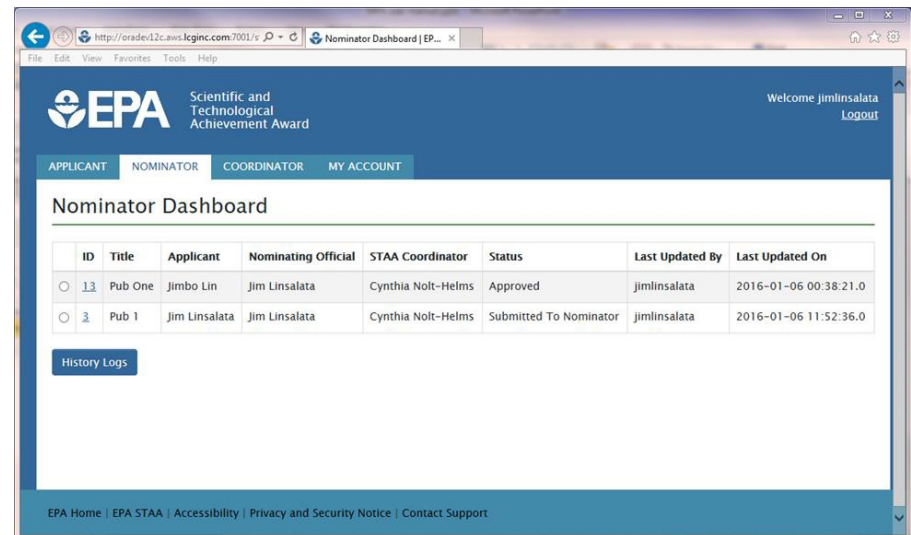 http://oradev12c.aws.lcginc.com:7001/s
Nominator Dashboard | EP...
File Edit View Favorites Tools Help
EPA
Scientific and
Technological
Achievement Award
Welcome jimlinsalata
Logout
APPLICANT NOMINATOR COORDINATOR MY ACCOUNT
Nominator Dashboard
ID Title Applicant Nominating Official STAA Coordinator Status Last Updated By Last Updated On
13 Pub One Jimbo Lin Jim Linsalata Cynthia Nolt-Helms Approved jimlinsalata 2016-01-06 00:38:21.0
3 Pub 1 Jim Linsalata Jim Linsalata Cynthia Nolt-Helms Submitted To Nominator jimlinsalata 2016-01-06 11:52:36.0
History Logs
EPA Home | EPA STAA | Accessibility | Privacy and Security Notice | Contact Support